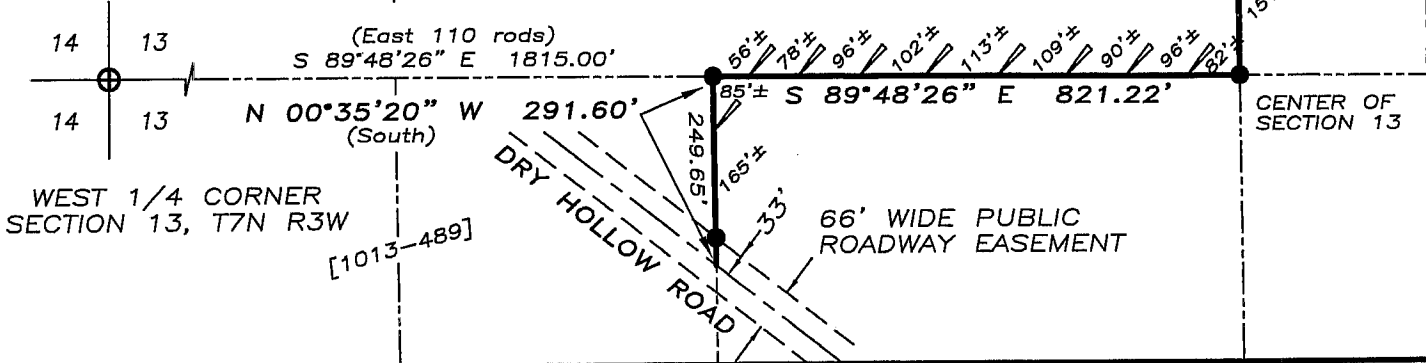 14
13
(East 110 rods)
S 89°48'26" E 1815.00'
14
13
N 00°35'20" W 291.60'
(South)
56'±
78'±
96'±
102'±
113'±
109'±
90'±
96'±
82'±
85'±
S 89°48'26" E 821.22'
CENTER OF
SECTION 13
249.65'
165'±
WEST 1/4 CORNER
SECTION 13, T7N R3W
[1013-489]
DRY HOLLOW ROAD
33'
66' WIDE PUBLIC
ROADWAY EASEMENT